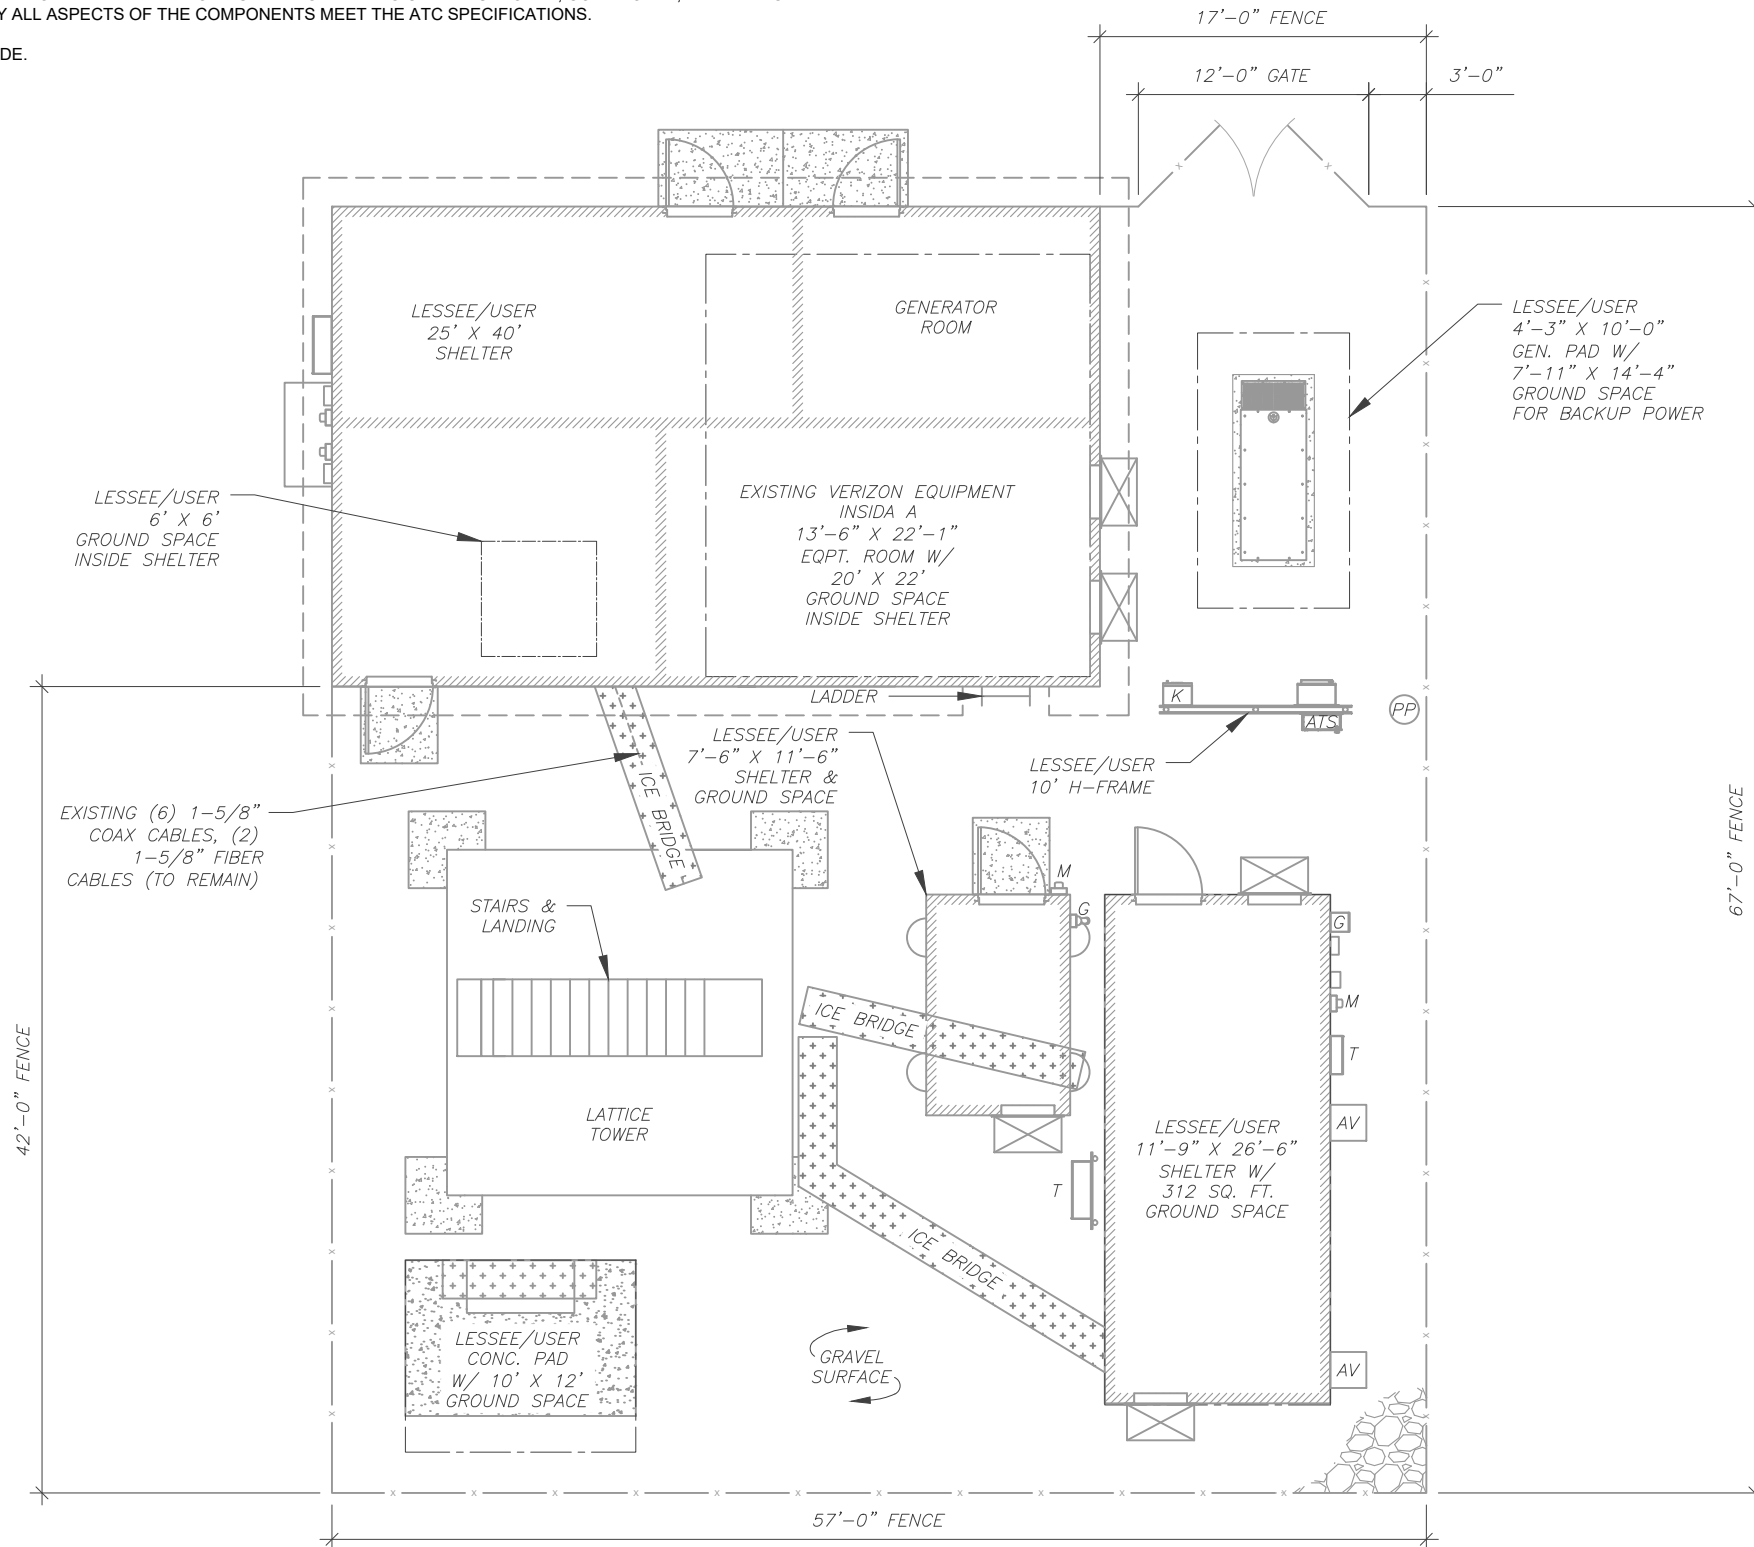 Y ALL ASPECTS OF THE COMPONENTS MEET THE ATC SPECIFICATIONS.
DE.
17'-0" FENCE
12'-0" GATE
3'-0"
LESSEE/USER
25' X 40'
SHELTER
GENERATOR
ROOM
LESSEE/USER
4'-3" X 10'-0"
GEN. PAD W/
7'-11" X 14'-4"
GROUND SPACE
FOR BACKUP POWER
LESSEE/USER
6' X 6'
GROUND SPACE
INSIDE SHELTER
EXISTING VERIZON EQUIPMENT
INSIDA A
13'-6" X 22'-1"
EQPT. ROOM W/
20' X 22'
GROUND SPACE
INSIDE SHELTER
LADDER
K
ATS
PP
LESSEE/USER
7'-6" X 11'-6"
SHELTER &
GROUND SPACE
LESSEE/USER
10' H-FRAME
ICE BRIDGE
EXISTING (6) 1-5/8"
COAX CABLES, (2)
1-5/8" FIBER
CABLES (TO REMAIN)
67'-0" FENCE
M
G
G
STAIRS &
LANDING
ICE BRIDGE
M
T
42'-0" FENCE
LATTICE
TOWER
AV
LESSEE/USER
11'-9" X 26'-6"
SHELTER W/
312 SQ. FT.
GROUND SPACE
T
ICE BRIDGE
LESSEE/USER
CONC. PAD
W/ 10' X 12'
GROUND SPACE
GRAVEL
SURFACE
AV
57'-0" FENCE